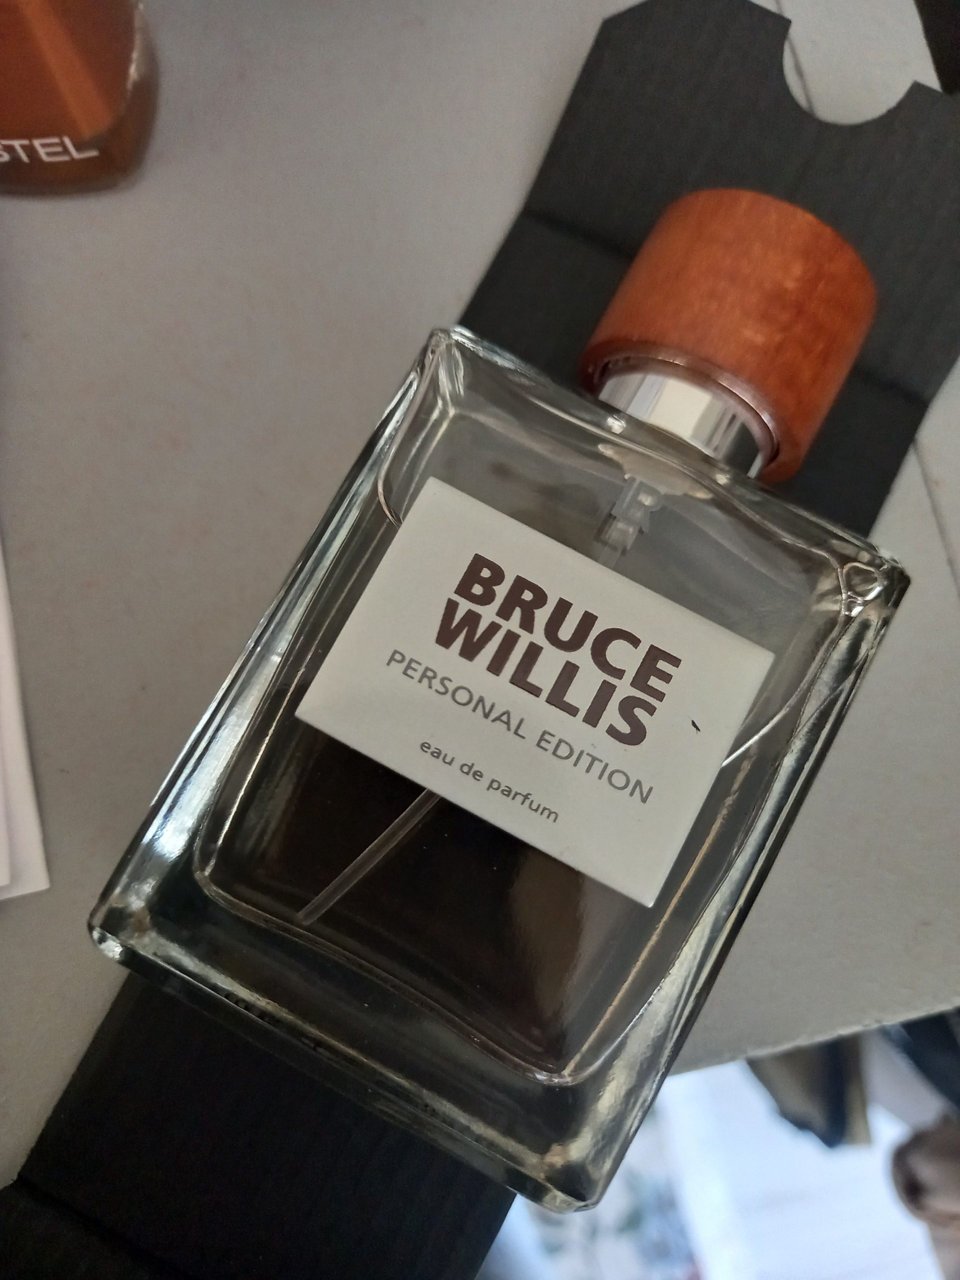 STEL
BRUCE
WILLIS
PERSONAL EDITION
eau de parfum